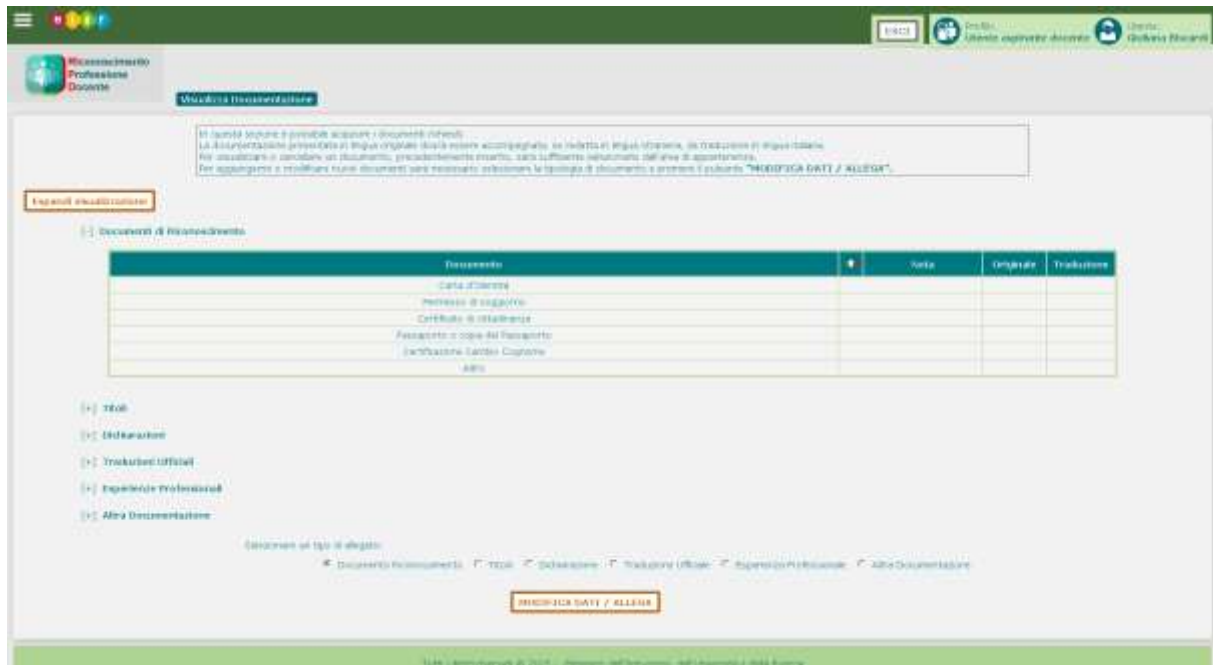 MIUR
ESCI
Profilo:
Utente aspirante docente
Utente:
Riconoscimento
Professione
Docente
Visualizza Documentazione
In questa sezione è possibile acquisire i documenti richiesti.
La documentazione presentata in lingua originale dovrà essere accompagnata, se redatta in lingua straniera, da traduzione in lingua italiana.
Per visualizzare o cancellare un documento, precedentemente inserito, sarà sufficiente selezionarlo dall'area di appartenenza.
Per aggiungere o modificare nuovi documenti sarà necessario selezionare la tipologia di documento e premere il pulsante "MODIFICA DATI / ALLEGA".
Espandi visualizzazione
[-] Documenti di Riconoscimento
Documento Nota Originale Traduzione
Carta d'Identità
Permesso di soggiorno
Certificato di cittadinanza
Passaporto o copia del Passaporto
Certificazione Cambio Cognome
Altro
[+] Titoli
[+] Dichiarazioni
[+] Traduzioni Ufficiali
[+] Esperienze Professionali
[+] Altra Documentazione
Selezionare un tipo di allegato:
Documento Riconoscimento Titoli Dichiarazione Traduzione Ufficiale Esperienza Professionale Altra Documentazione
MODIFICA DATI / ALLEGA